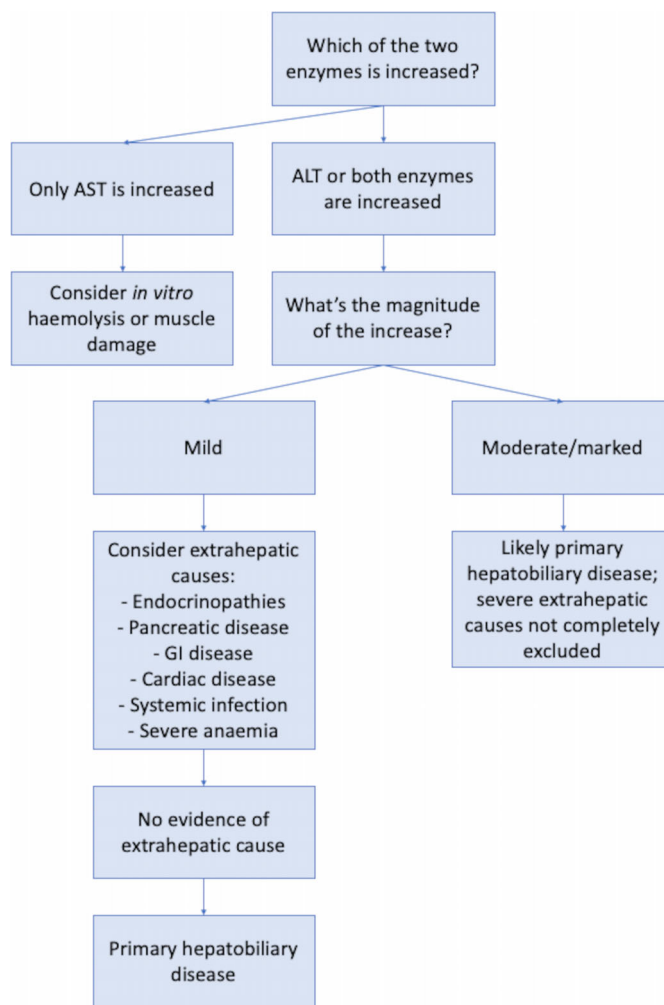 Which of the two
enzymes is increased?
Only AST is increased
ALT or both enzymes
are increased
Consider in vitro
haemolysis or muscle
damage
What's the magnitude
of the increase?
Mild
Moderate/marked
Consider extrahepatic
causes:
- Endocrinopathies
- Pancreatic disease
- GI disease
- Cardiac disease
- Systemic infection
- Severe anaemia
Likely primary
hepatobiliary disease;
severe extrahepatic
causes not completely
excluded
No evidence of
extrahepatic cause
Primary hepatobiliary
disease